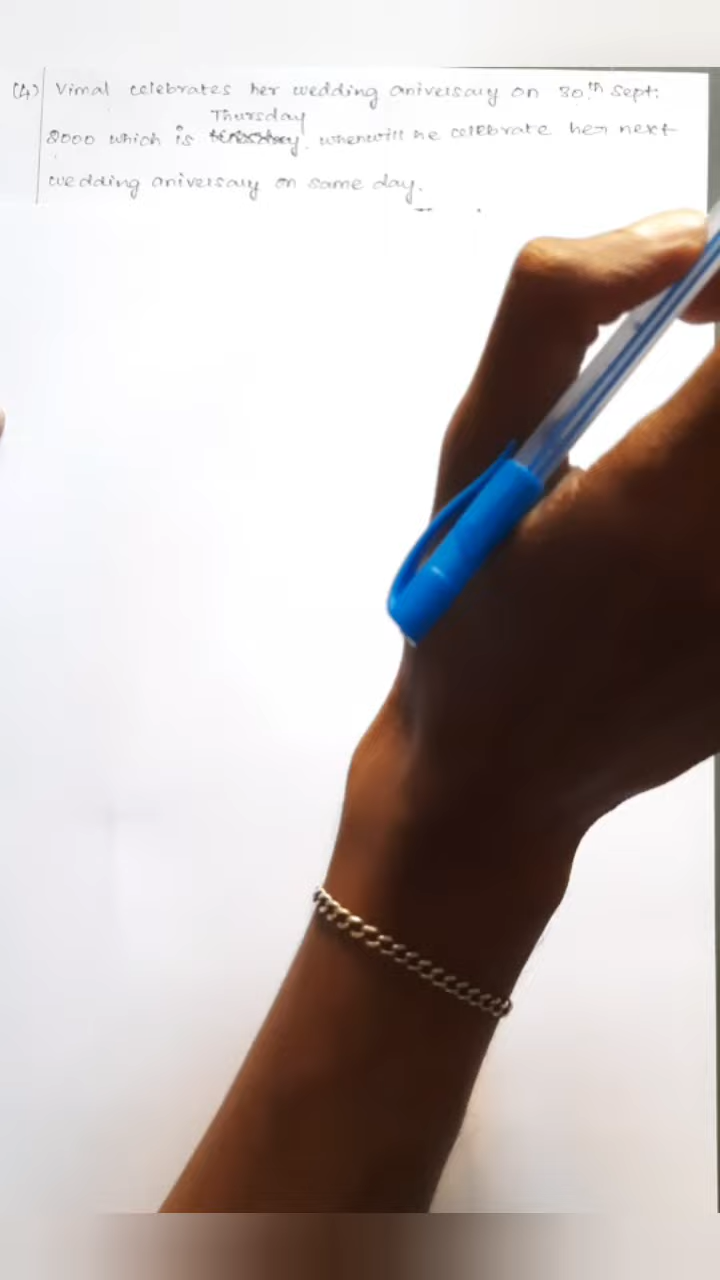 (4) Vimal celebrates her wedding aniversary on 30th Sept:
Thursday
2000 which is . when will he celebrate her next
wedding aniversary on same day.